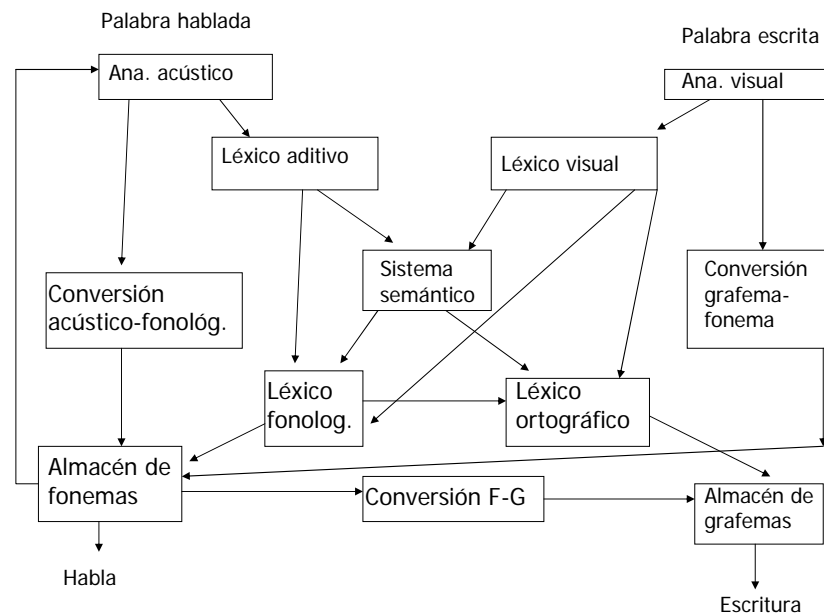 Palabra hablada
Palabra escrita
Ana. acústico
Ana. visual
Léxico aditivo
Léxico visual
Sistema
semántico
Conversión
acústico-fonológ.
Conversión
grafema-
fonema
Léxico
fonolog.
Léxico
ortográfico
Almacén de
fonemas
Conversión F-G
Almacén de
grafemas
Habla
Escritura